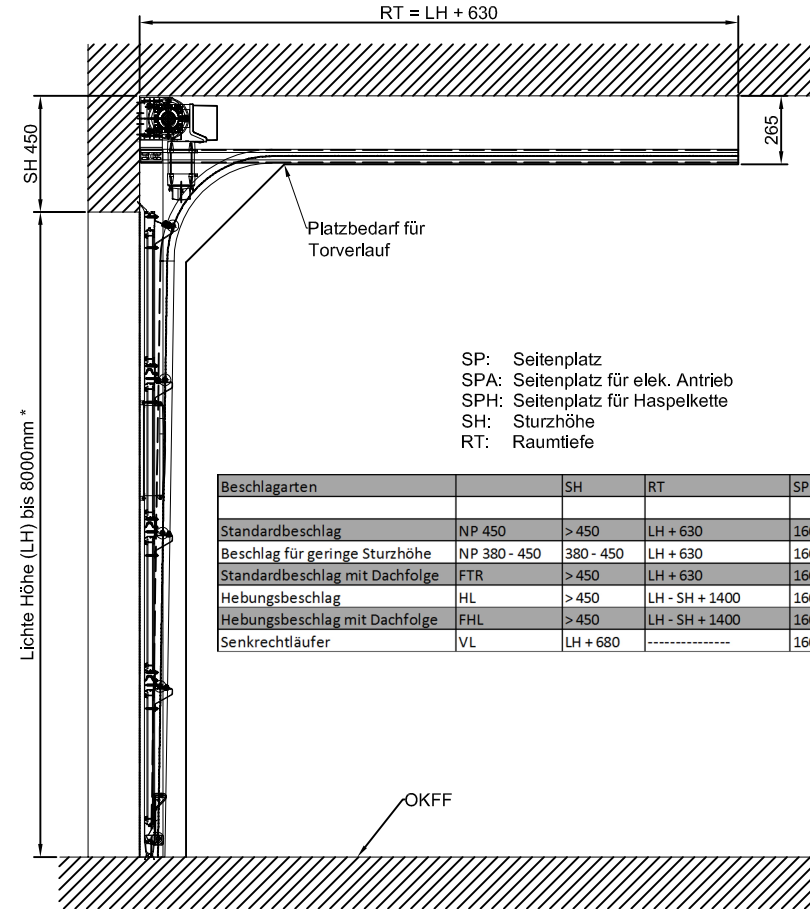 RT = LH + 630
SH 450
265
Platzbedarf für
Torverlauf
SP: Seitenplatz
SPA: Seitenplatz für elek. Antrieb
SPH: Seitenplatz für Haspelkette
SH: Sturzhöhe
RT: Raumtiefe
Lichte Höhe (LH) bis 8000mm *
Beschlagarten SH RT SP
Standardbeschlag NP 450 > 450 LH + 630
Beschlag für geringe Sturzhöhe NP 380 - 450 380 - 450 LH + 630
Standardbeschlag mit Dachfolge FTR > 450 LH + 630
Hebungsbeschlag HL > 450 LH - SH + 1400
Hebungsbeschlag mit Dachfolge FHL > 450 LH - SH + 1400
Senkrechtläufer VL LH + 680 ---------------
OKFF